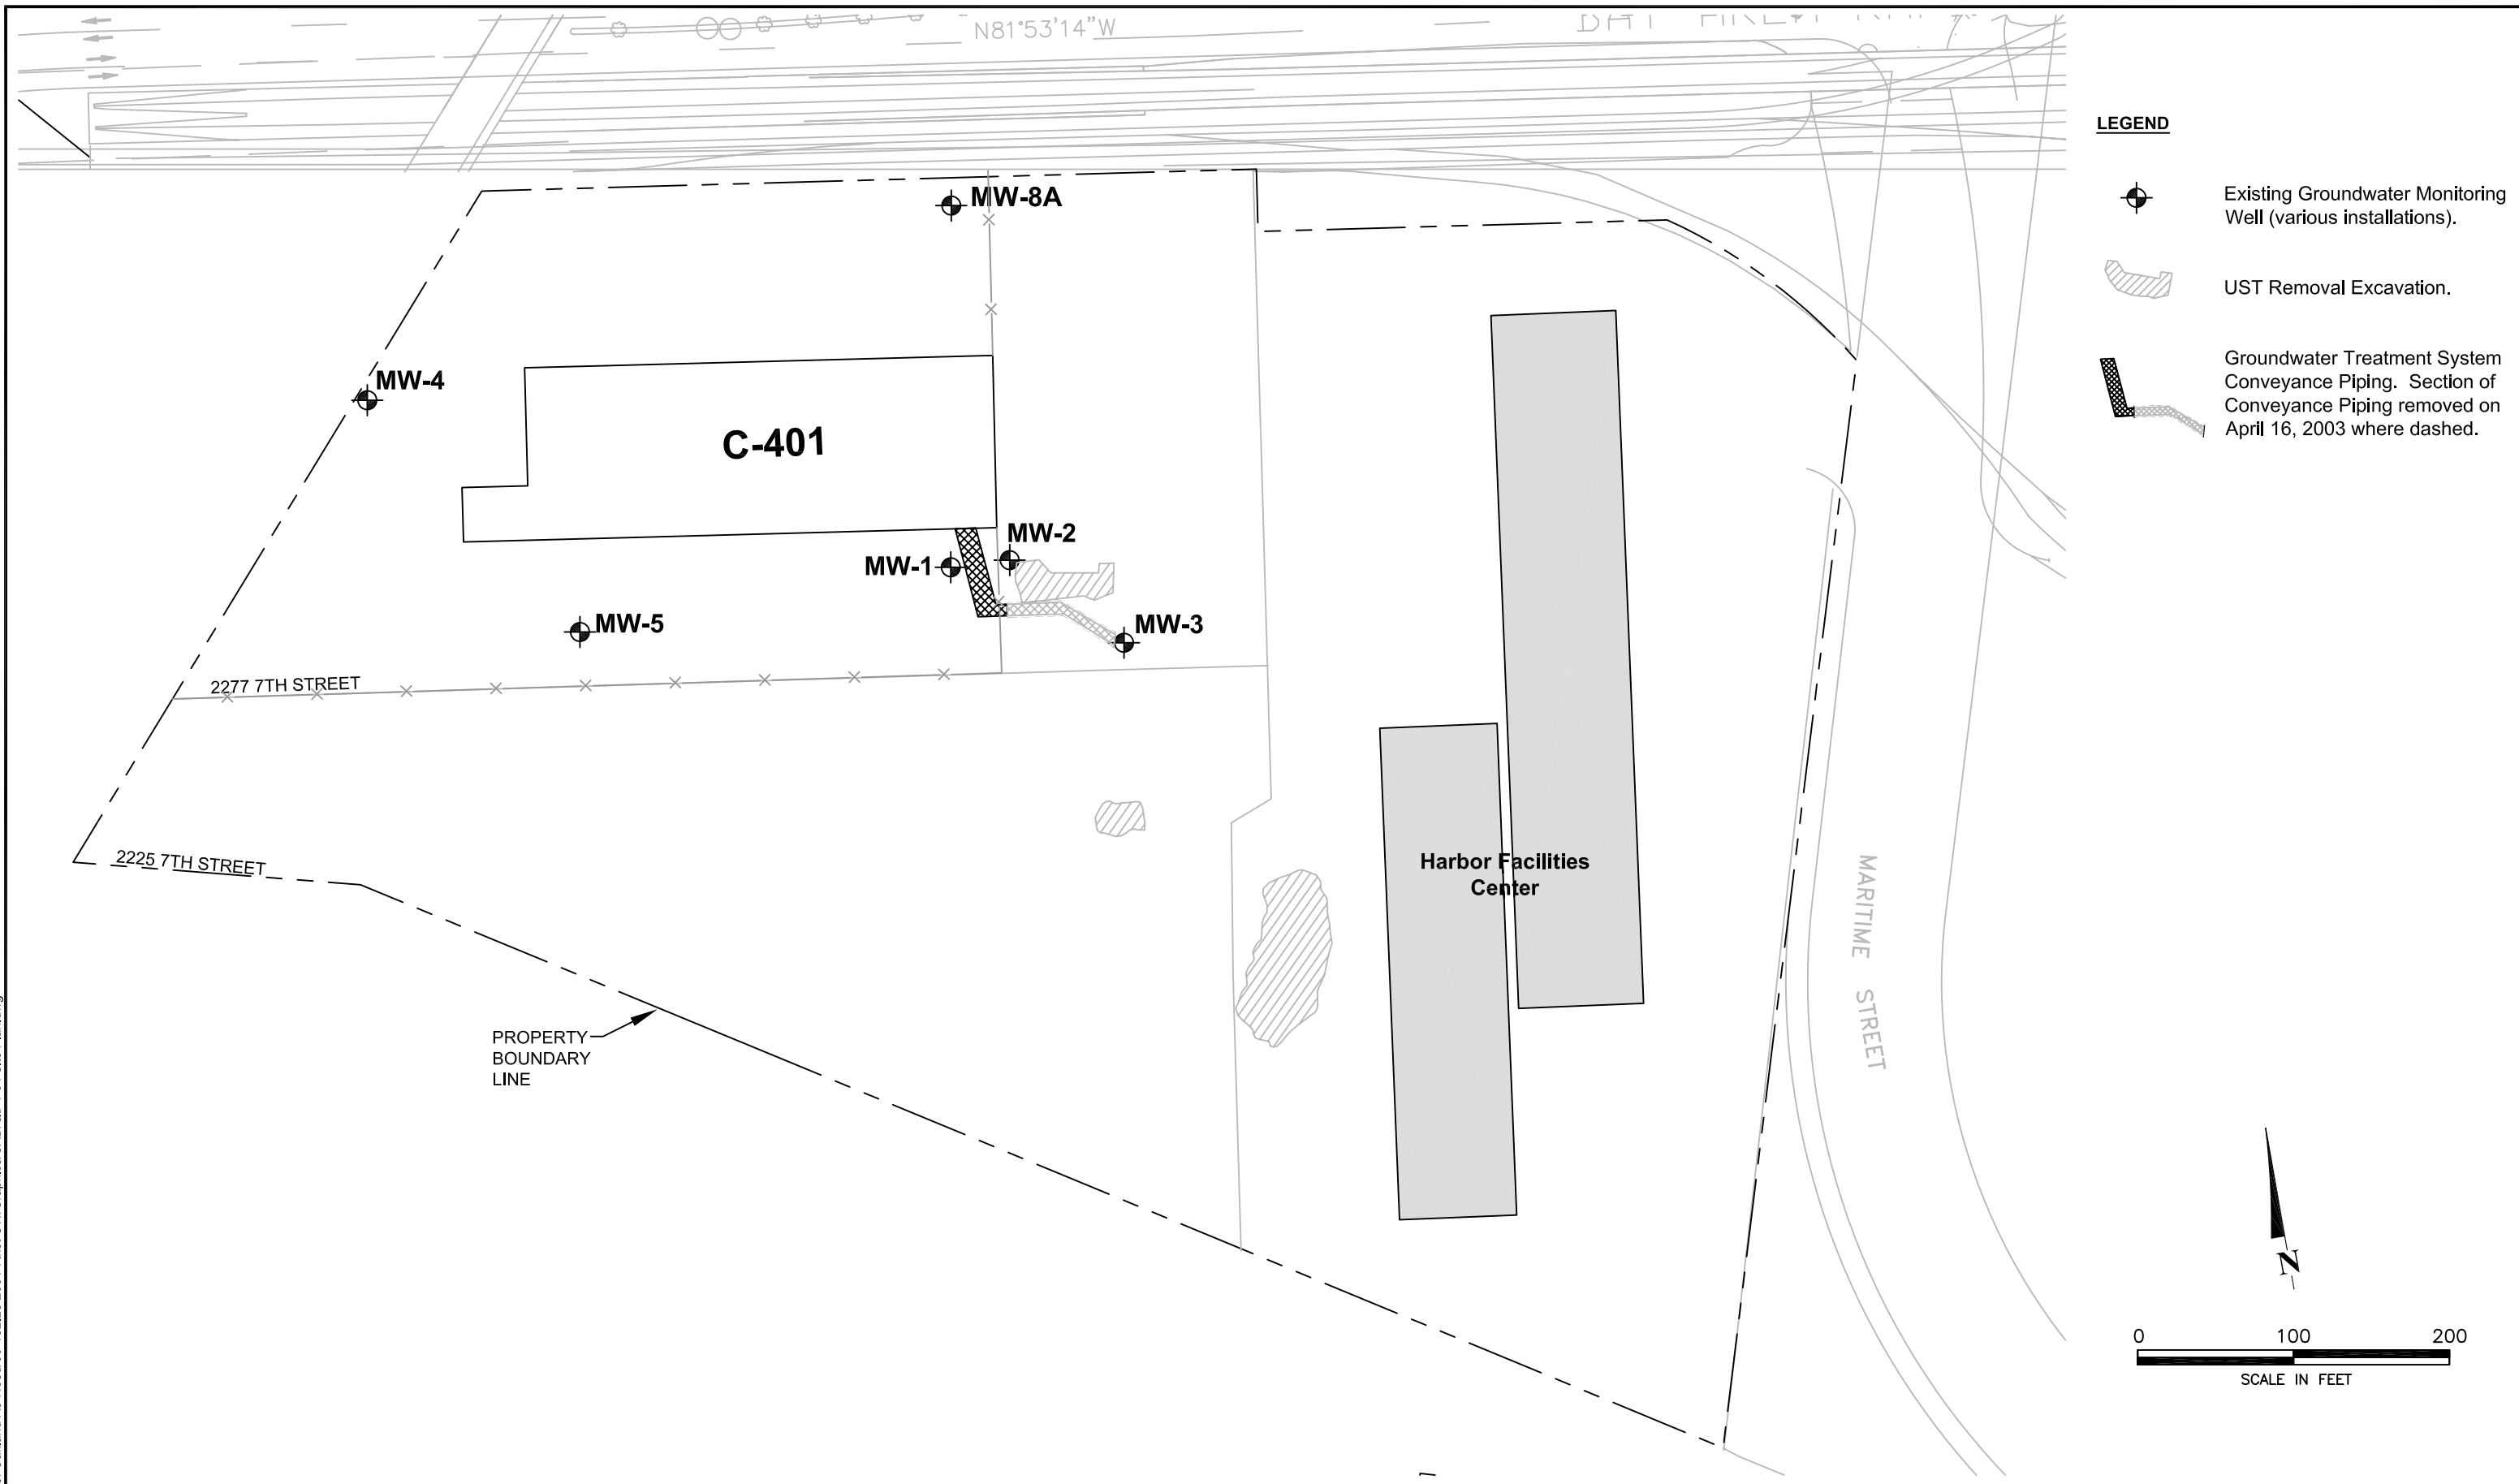 N81°53'14"W
LEGEND
Existing Groundwater Monitoring
Well (various installations).
UST Removal Excavation.
Groundwater Treatment System
Conveyance Piping. Section of
Conveyance Piping removed on
April 16, 2003 where dashed.
MW-8A
MW-4
C-401
MW-2
MW-1
MW-5
MW-3
2277 7TH STREET
2225 7TH STREET
Harbor Facilities
Center
MARITIME STREET
PROPERTY
BOUNDARY
LINE
N
0 100 200
SCALE IN FEET